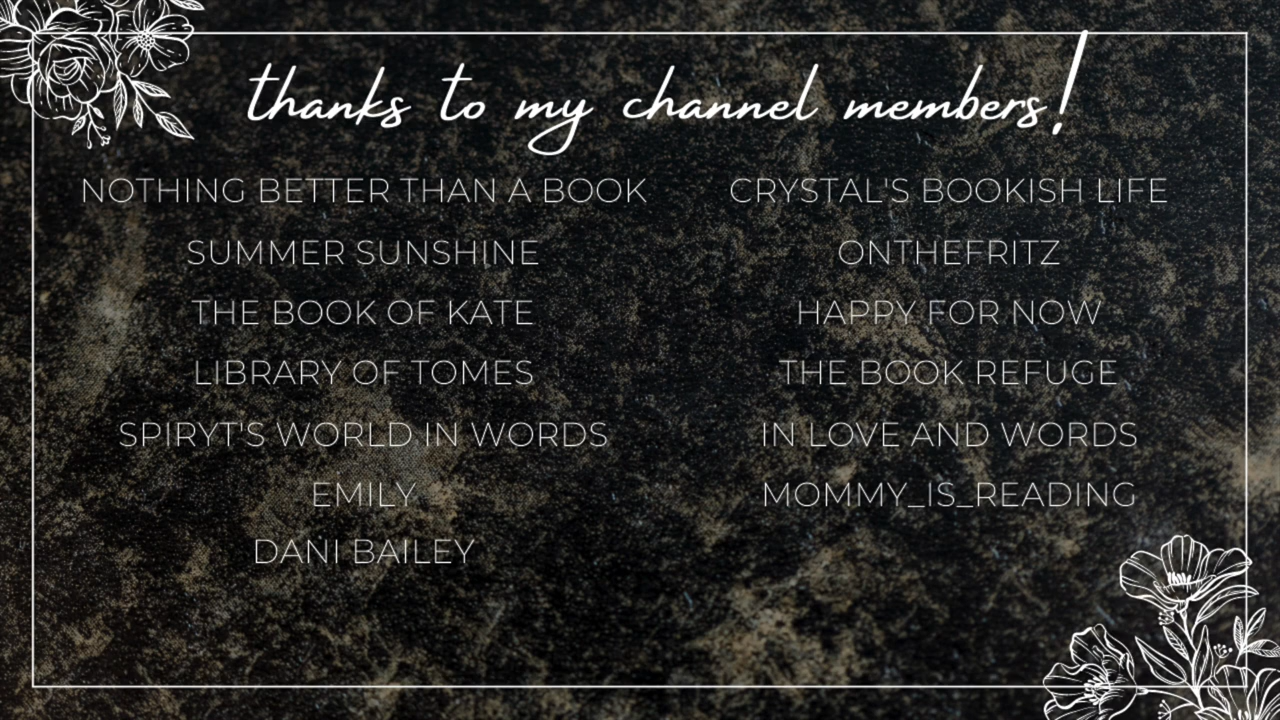 thanks to my channel members!
NOTHING BETTER THAN A BOOK
SUMMER SUNSHINE
THE BOOK OF KATE
LIBRARY OF TOMES
SPIRYT'S WORLD IN WORDS
EMILY
DANI BAILEY
CRYSTAL'S BOOKISH LIFE
ONTHEFRITZ
HAPPY FOR NOW
THE BOOK REFUGE
IN LOVE AND WORDS
MOMMY_IS_READING